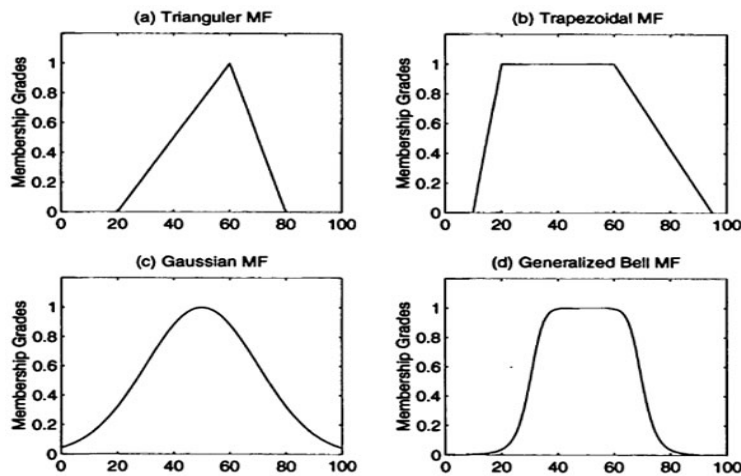 (a) Trianguler MF
(b) Trapezoidal MF
Membership Grades
1
0.8
0.6
0.4
0.2
0
0 20 40 60 80 100
Membership Grades
1
0.8
0.6
0.4
0.2
0
0 20 40 60 80 100
(c) Gaussian MF
(d) Generalized Bell MF
Membership Grades
1
0.8
0.6
0.4
0.2
0
0 20 40 60 80 100
Membership Grades
1
0.8
0.6
0.4
0.2
0
0 20 40 60 80 100